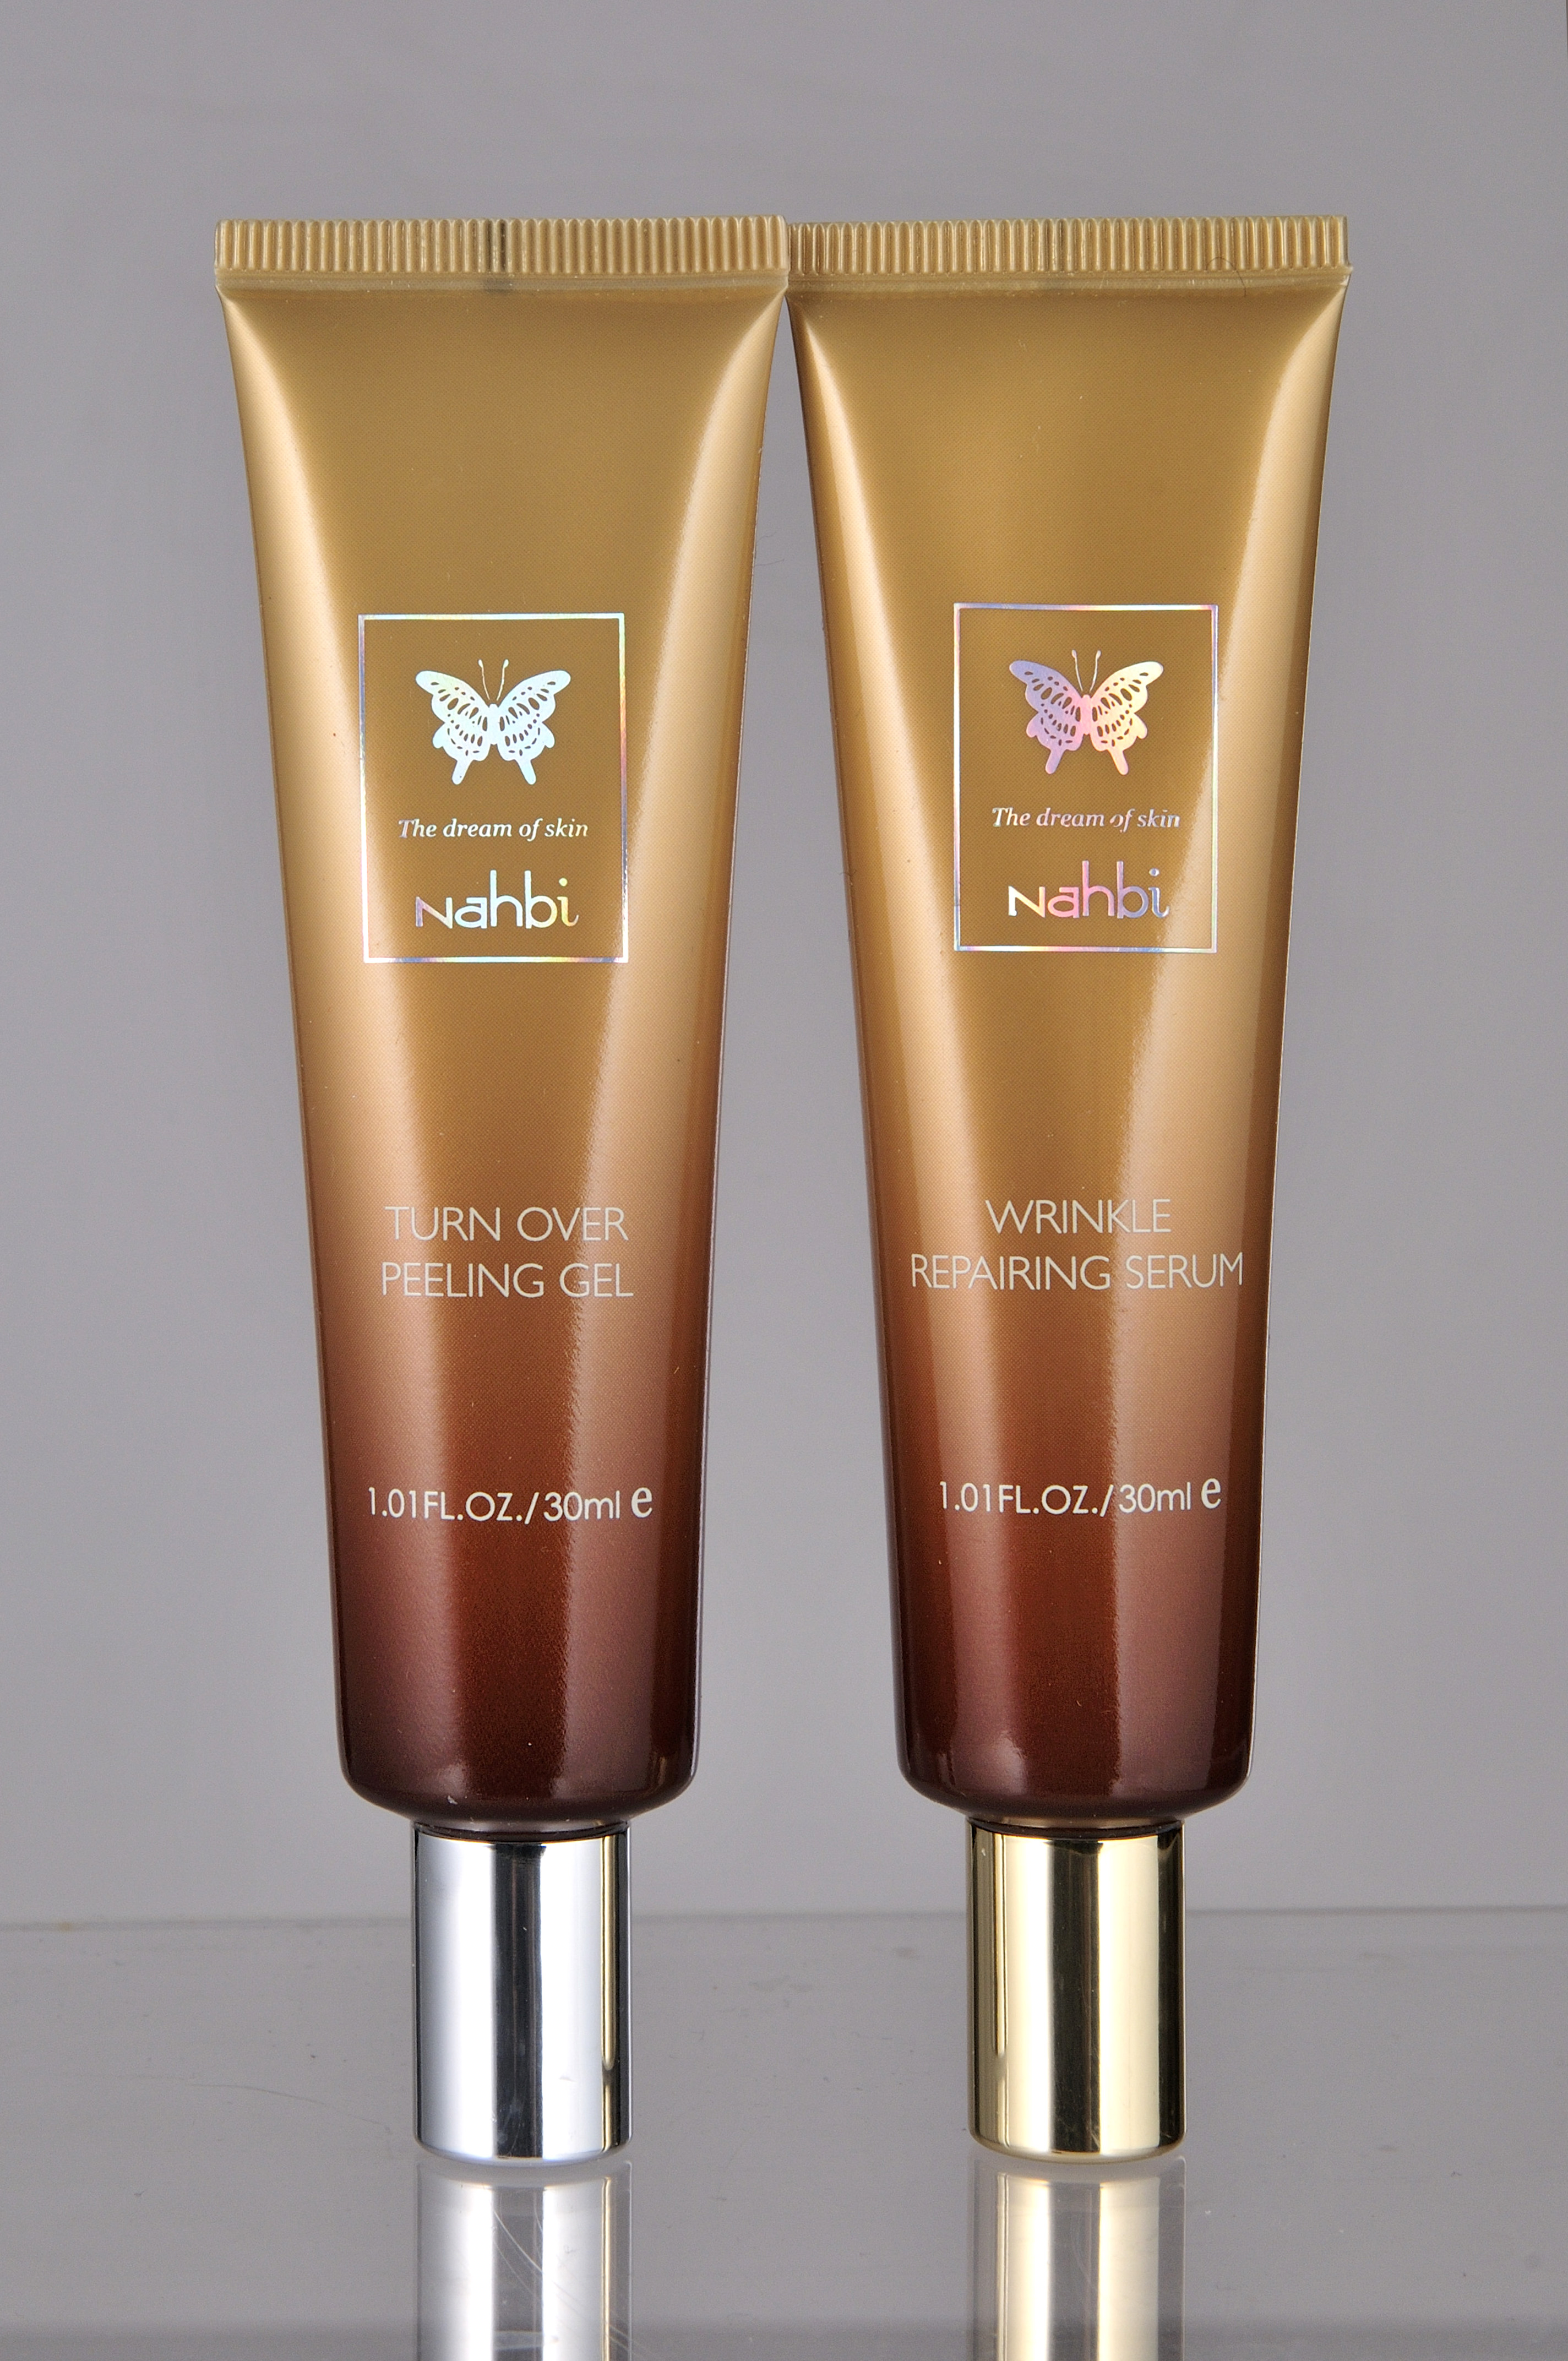 The dream of skin
Nahbi
TURN OVER
PEELING GEL
1.01FL.OZ./30ml e
The dream of skin
Nahbi
WRINKLE
REPAIRING SERUM
1.01FL.OZ./30ml e